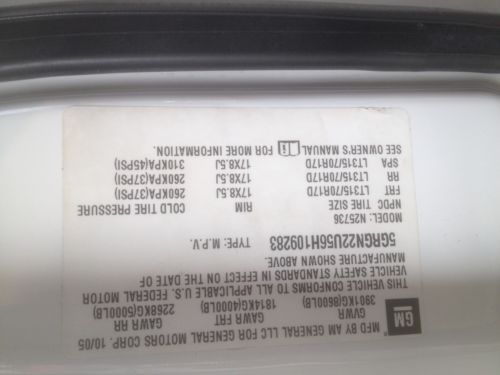 GM
MFD BY AM GENERAL LLC FOR GENERAL MOTORS CORP. 10/05
GVWR GAWR FRT GAWR RR
3901KG(8600LB) 1814KG(4000LB) 2268KG(5000LB)
THIS VEHICLE CONFORMS TO ALL APPLICABLE U.S. FEDERAL MOTOR
VEHICLE SAFETY STANDARDS IN EFFECT ON THE DATE OF
MANUFACTURE SHOWN ABOVE.
5GRGN22U56H109283 TYPE: M.P.V.
MODEL: N25736
NPDC TIRE SIZE RIM COLD TIRE PRESSURE
FRT LT315/70R17D 17X8.5J 260KPA(37PSI)
RR LT315/70R17D 17X8.5J 260KPA(37PSI)
SPA LT315/70R17D 17X8.5J 310KPA(45PSI)
SEE OWNER'S MANUAL FOR MORE INFORMATION.